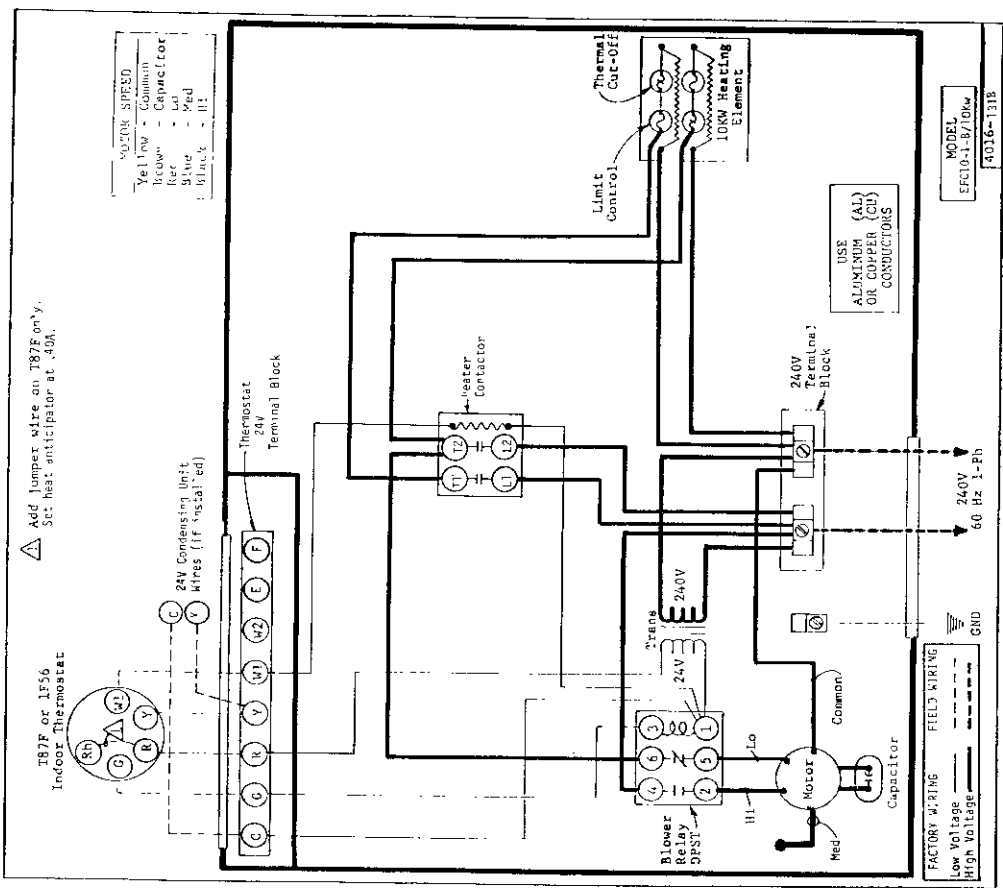 Add jumper wire on T87F only.
Set heat anticipator at .40A.
T87F or 1F56
Indoor Thermostat
Rh
W1
G
R
Y
C
Y
24V Condensing Unit
Wires (if installed)
Thermostat
24V
Terminal Block
C
G
R
Y
W1
W2
E
F
MOTOR SPEED
Yellow - Common
Brown - Capacitor
Red - Lo
Blue - Med
Black - Hi
Heater
Contactor
T1
T2
L1
L2
Limit
Control
Thermal
Cut-Off
10KW Heating
Element
Trans
24V
240V
Blower
Relay
DPST
4
6
3
2
5
1
Hi
Lo
Med
Motor
Common
Capacitor
240V
Terminal
Block
USE
ALUMINUM (AL)
OR COPPER (CU)
CONDUCTORS
GND
240V
60 Hz 1-Ph
FACTORY WIRING FIELD WIRING
Low Voltage
High Voltage
MODEL
EFC10-1-B/10KW
4016-131B